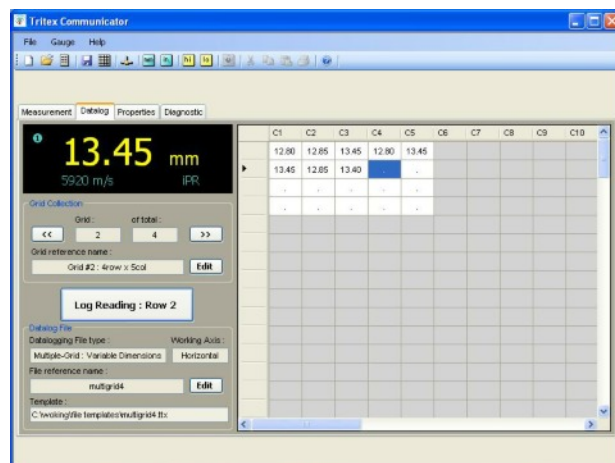 Tritex Communicator
File Gauge Help
Measurement Datalog Properties Diagnostic
13.45 mm
5920 m/s iPR
Grid Collection
Grid : of total :
<< 2 4 >>
Grid reference name :
Grid #2 : 4row x 5col Edit
Log Reading : Row 2
Datalog File
Datalogging File type : Working Axis :
Multiple-Grid : Variable Dimensions Horizontal
File reference name :
multigrid4 Edit
Template :
C:\woking\file templates\multigrid4.ttx
C1 C2 C3 C4 C5 C6 C7 C8 C9 C10
12.80 12.85 13.45 12.80 13.45
13.45 12.85 13.40 . .
. . . . .
. . . . .